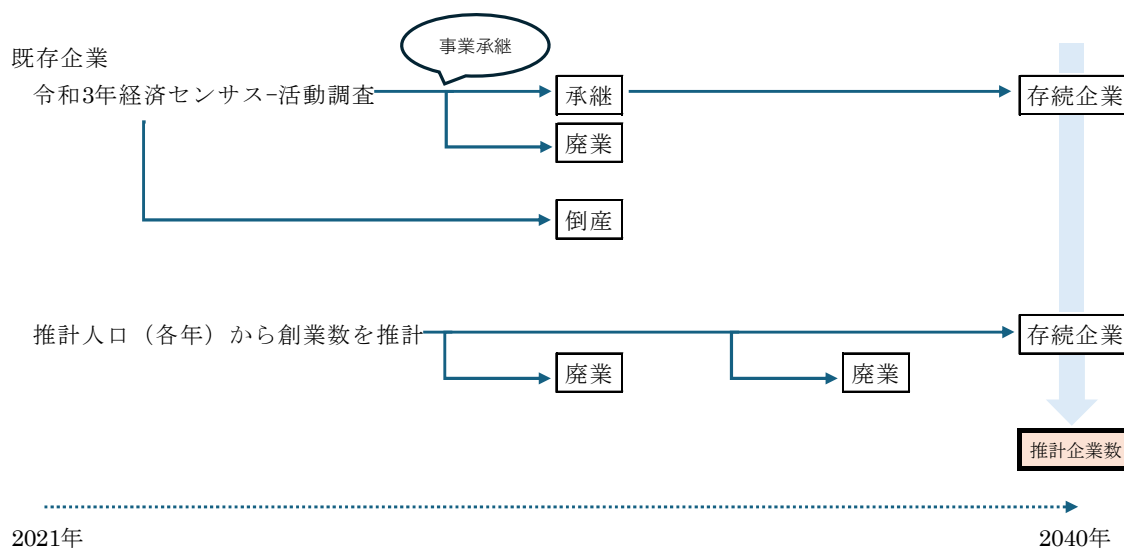 事業承継
既存企業
令和3年経済センサス-活動調査
承継
存続企業
廃業
倒産
推計人口（各年）から創業数を推計
存続企業
廃業
廃業
推計企業数
2021年
2040年